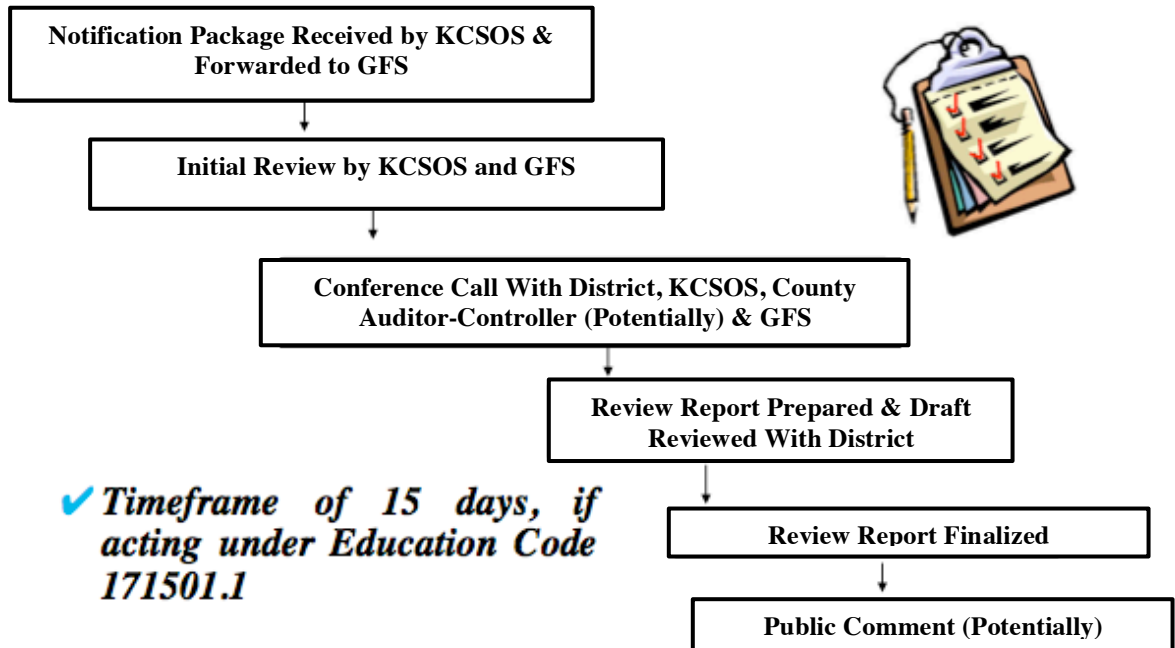 Notification Package Received by KCSOS &
Forwarded to GFS
Initial Review by KCSOS and GFS
Conference Call With District, KCSOS, County
Auditor-Controller (Potentially) & GFS
Review Report Prepared & Draft
Reviewed With District
✔ Timeframe of 15 days, if
acting under Education Code
171501.1
Review Report Finalized
Public Comment (Potentially)